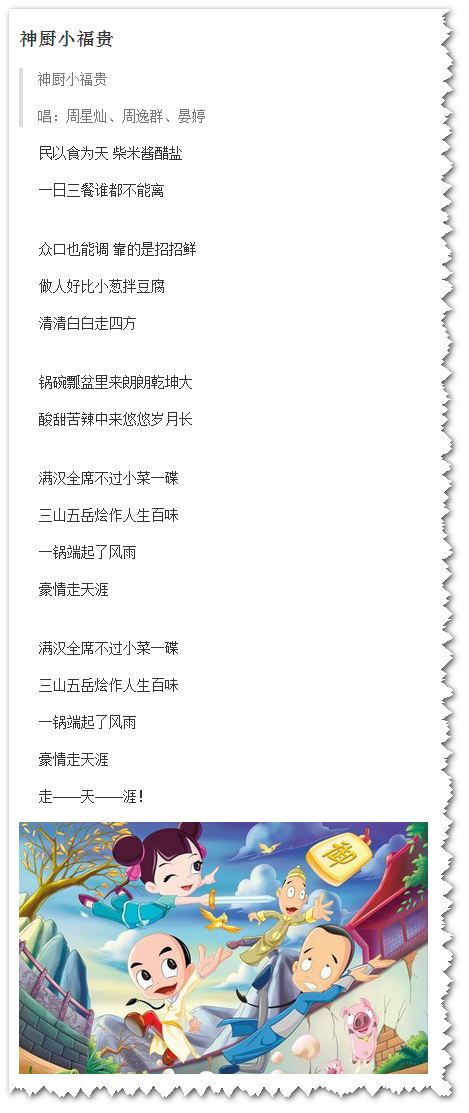 神厨小福贵
神厨小福贵
唱：周星灿、周逸群、晏婷
民以食为天 柴米酱醋盐
一日三餐谁都不能离
众口也能调 靠的是招招鲜
做人好比小葱拌豆腐
清清白白走四方
锅碗瓢盆里来朗朗乾坤大
酸甜苦辣中来悠悠岁月长
满汉全席不过小菜一碟
三山五岳烩作人生百味
一锅端起了风雨
豪情走天涯
满汉全席不过小菜一碟
三山五岳烩作人生百味
一锅端起了风雨
豪情走天涯
走——天——涯！
福